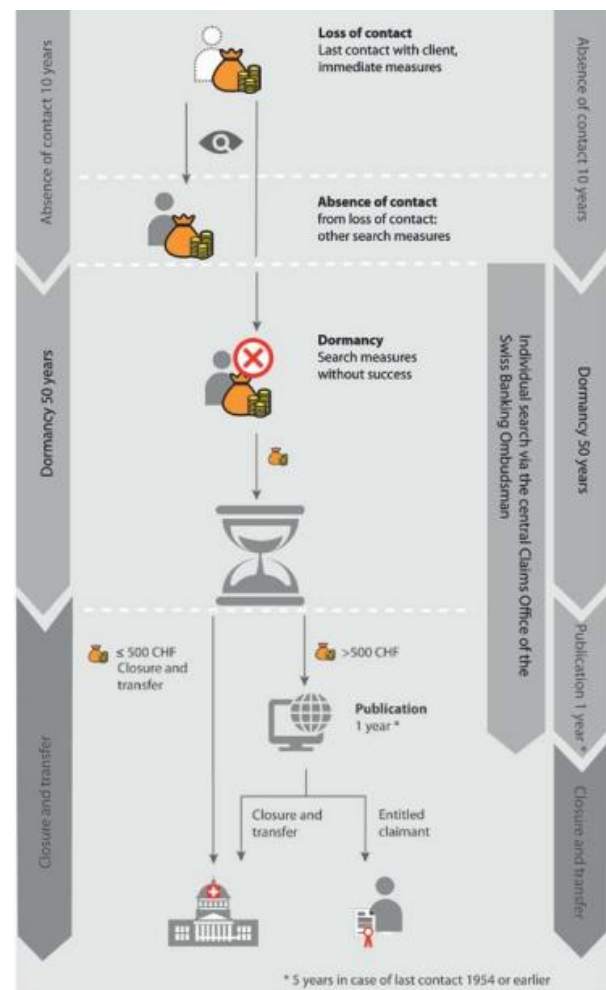 Absence of contact 10 years
Loss of contact
Last contact with client,
immediate measures
Absence of contact 10 years
Absence of contact
from loss of contact:
other search measures
Dormancy 50 years
Dormancy
Search measures
without success
Individual search via the central Claims Office of the
Swiss Banking Ombudsman
Dormancy 50 years
≤ 500 CHF
Closure and
transfer
>500 CHF
Publication
1 year *
Publication 1 year *
Closure and transfer
Closure and
transfer
Entitled
claimant
Closure and transfer
* 5 years in case of last contact 1954 or earlier